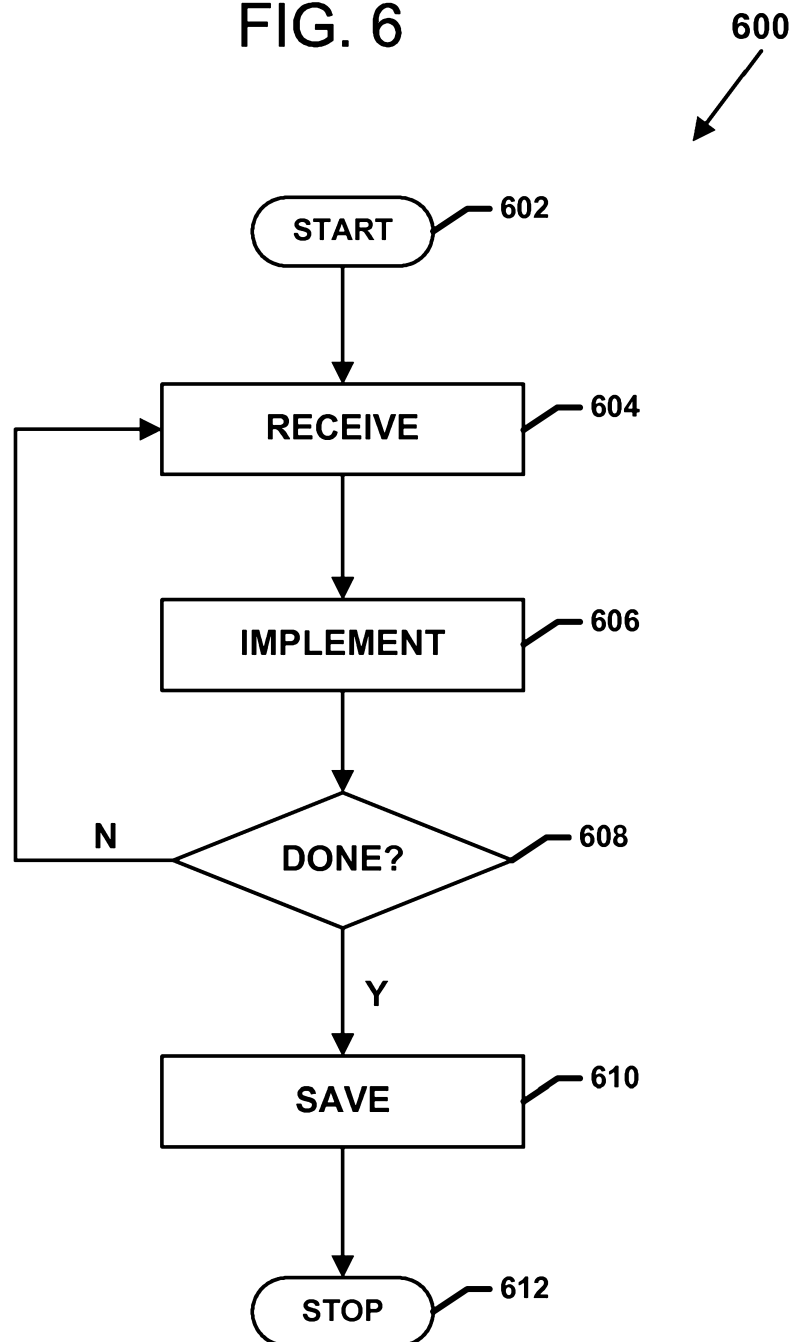 FIG. 6
600
START
602
RECEIVE
604
IMPLEMENT
606
DONE?
608
N
Y
SAVE
610
STOP
612